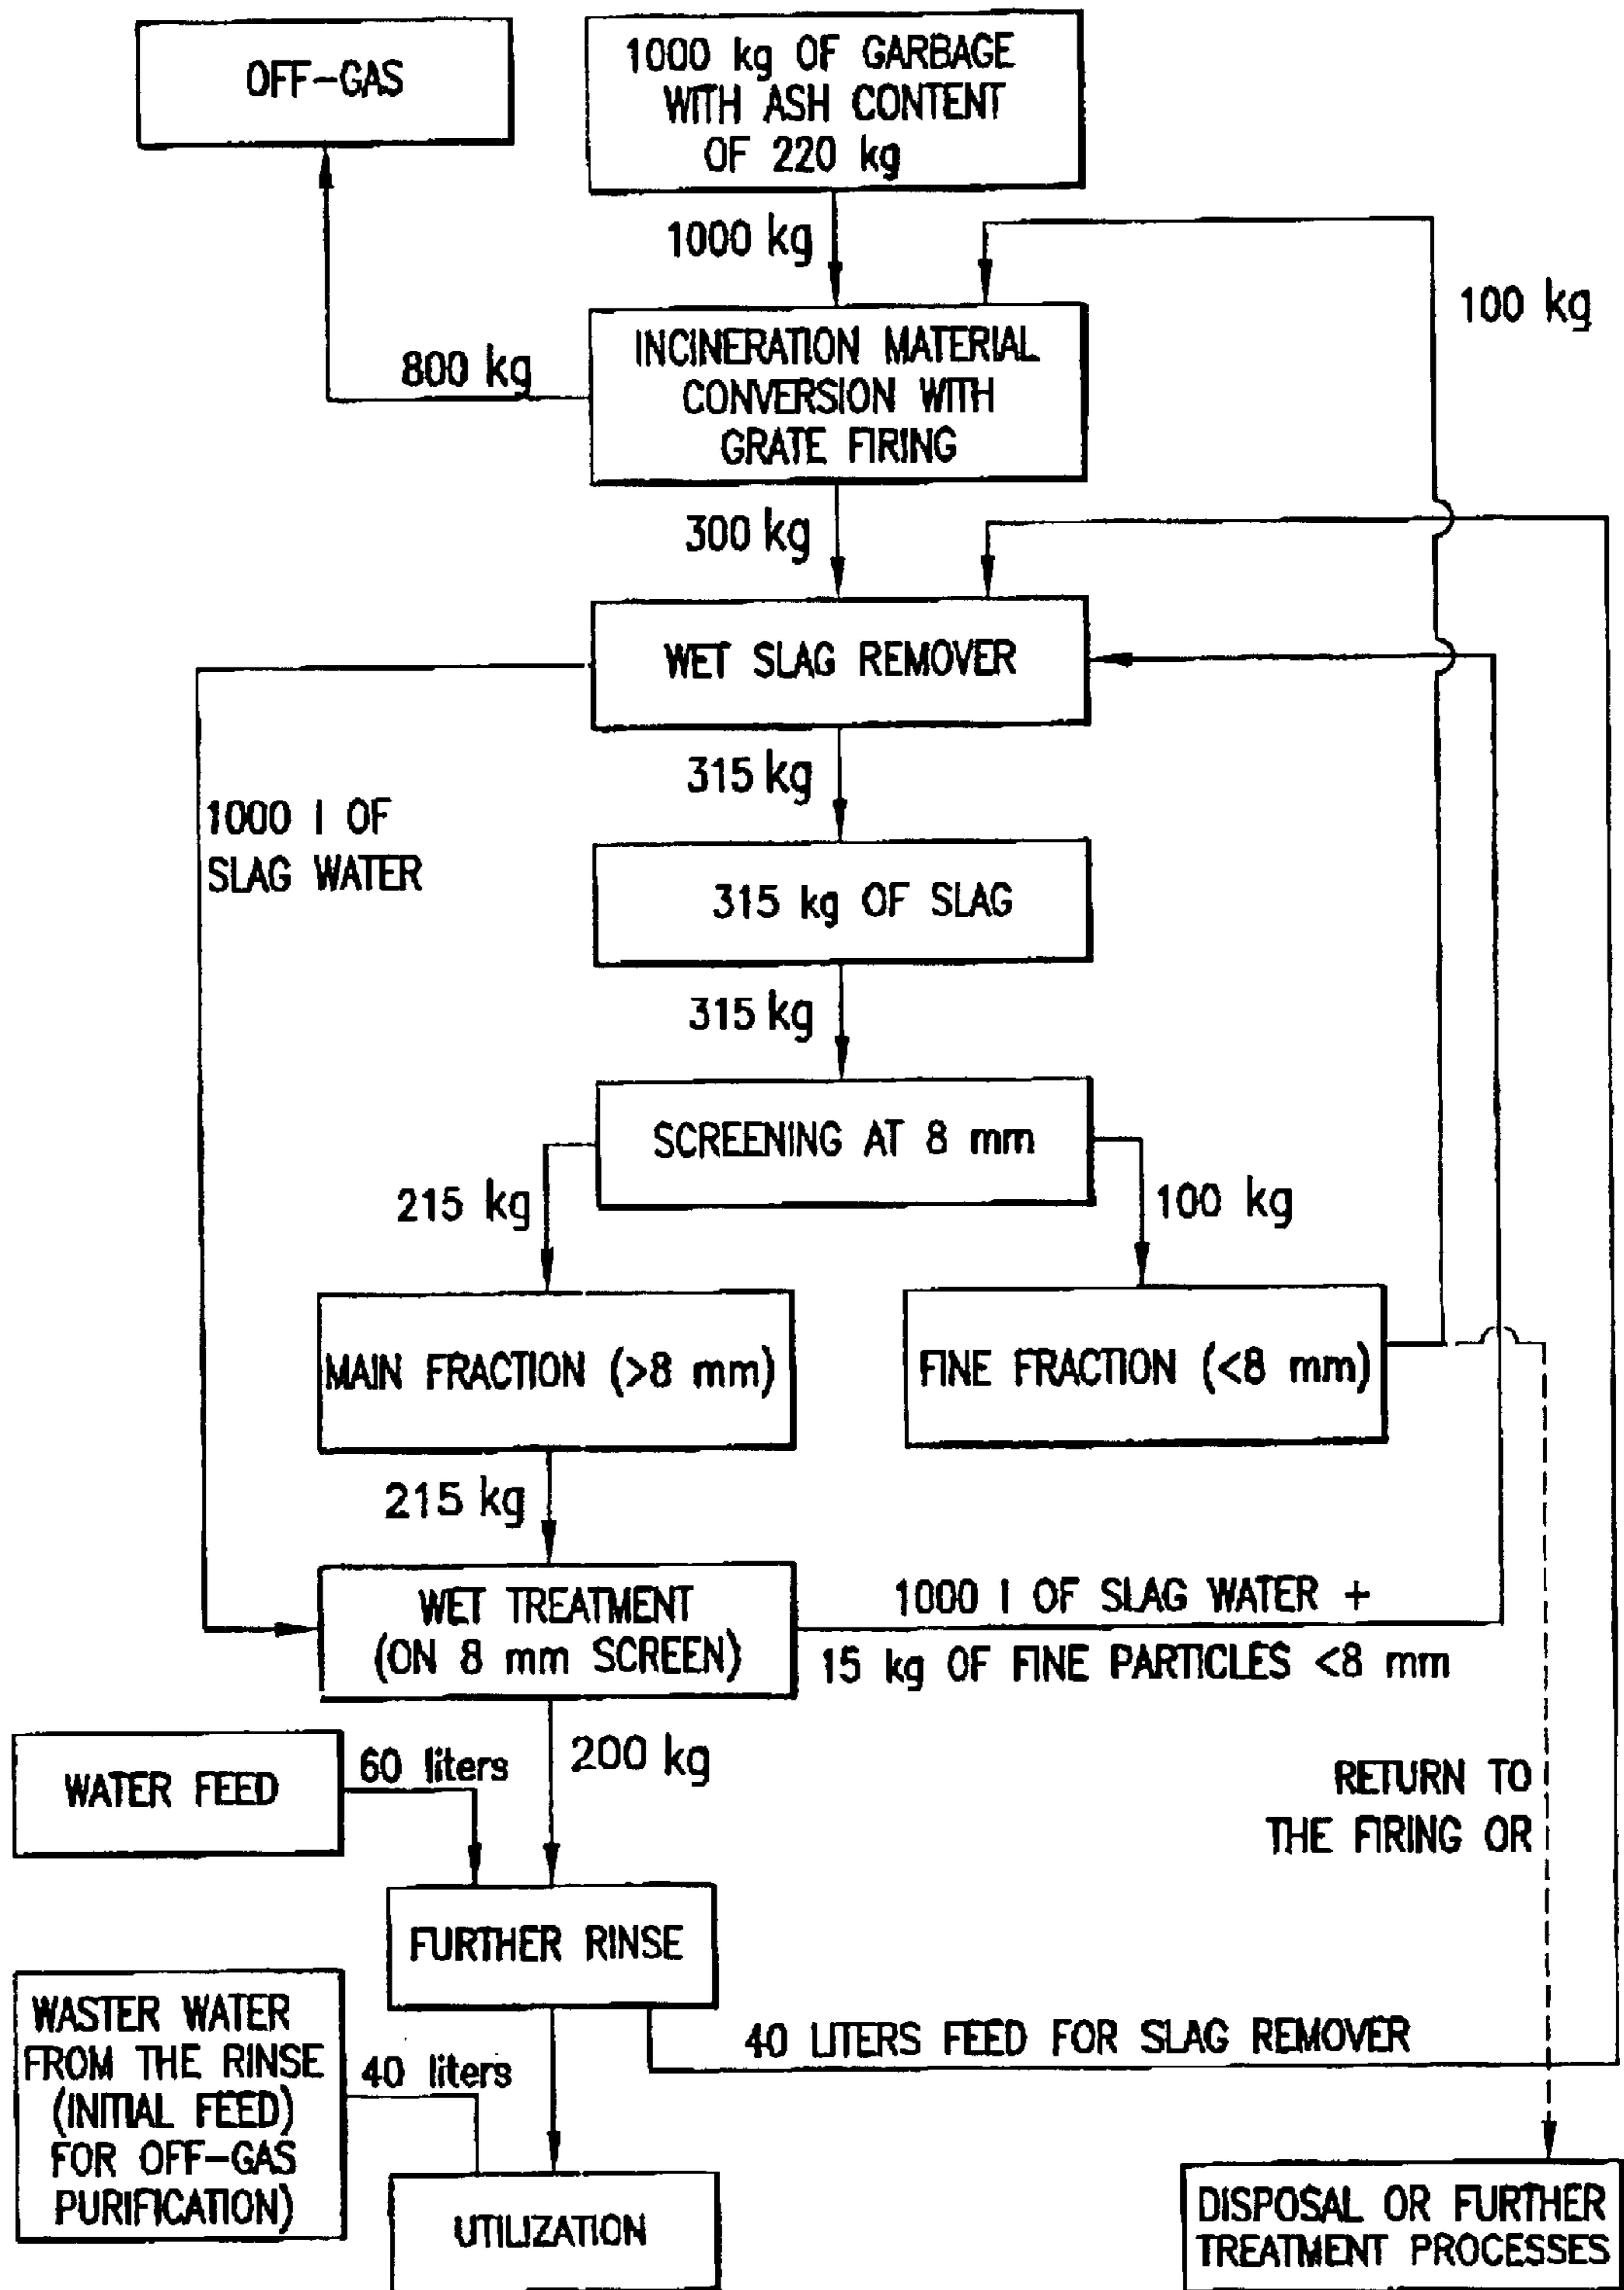 OFF-GAS
1000 kg OF GARBAGE
WITH ASH CONTENT
OF 220 kg
1000 kg
100 kg
800 kg
INCINERATION MATERIAL
CONVERSION WITH
GRATE FIRING
300 kg
WET SLAG REMOVER
315 kg
1000 l OF
SLAG WATER
315 kg OF SLAG
315 kg
SCREENING AT 8 mm
215 kg
100 kg
MAIN FRACTION (>8 mm)
FINE FRACTION (<8 mm)
215 kg
WET TREATMENT
(ON 8 mm SCREEN)
1000 l OF SLAG WATER +
15 kg OF FINE PARTICLES <8 mm
WATER FEED
60 liters
200 kg
RETURN TO
THE FIRING OR
FURTHER RINSE
WASTER WATER
FROM THE RINSE
(INITIAL FEED)
FOR OFF-GAS
PURIFICATION)
40 liters
40 LITERS FEED FOR SLAG REMOVER
UTILIZATION
DISPOSAL OR FURTHER
TREATMENT PROCESSES